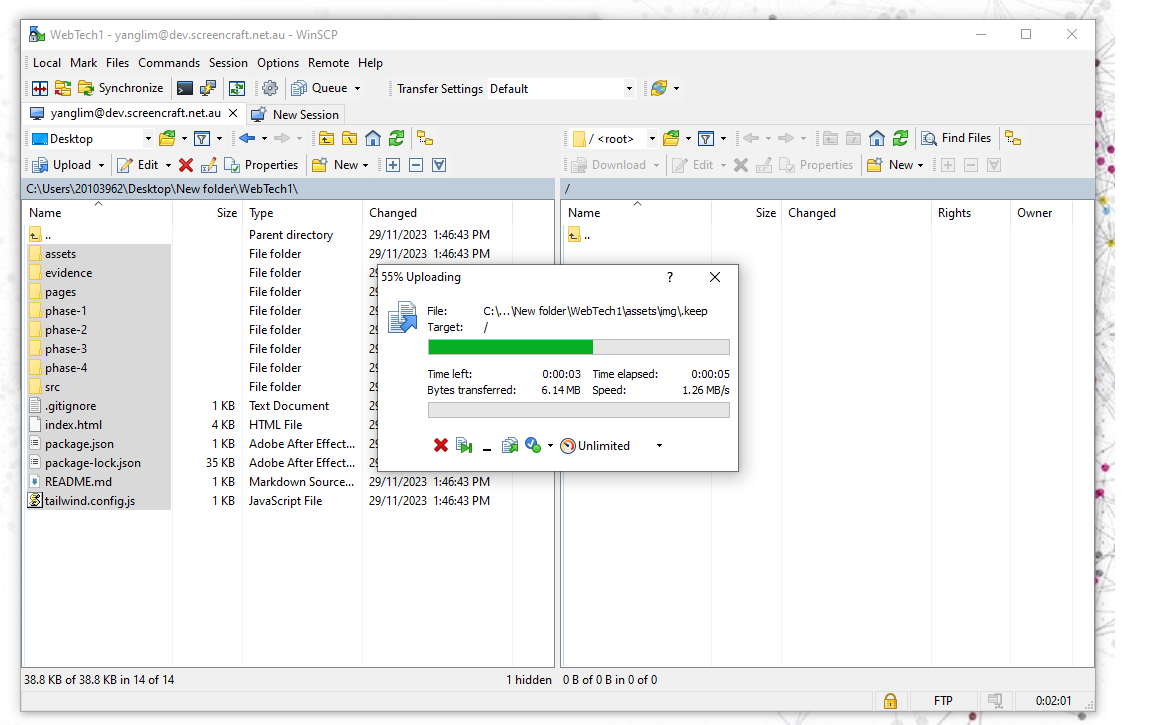 WebTech1 - yanglim@dev.screencraft.net.au - WinSCP
Local Mark Files Commands Session Options Remote Help
Synchronize Queue Transfer Settings Default
yanglim@dev.screencraft.net.au New Session
Desktop / <root> Find Files
Upload Edit Properties New Download Edit Properties New
C:\Users\20103962\Desktop\New folder\WebTech1\ /
Name Size Type Changed Name Size Changed Rights Owner
.. Parent directory 29/11/2023 1:46:43 PM ..
assets File folder 29/11/2023 1:46:43 PM
evidence File folder 29
pages File folder 29
phase-1 File folder 29
phase-2 File folder 29
phase-3 File folder 29
phase-4 File folder 29
src File folder 29
.gitignore 1 KB Text Document 29
index.html 4 KB HTML File 29
package.json 1 KB Adobe After Effect... 29
package-lock.json 35 KB Adobe After Effect... 29
README.md 1 KB Markdown Source... 29/11/2023 1:46:43 PM
tailwind.config.js 1 KB JavaScript File 29/11/2023 1:46:43 PM
55% Uploading ?
File: C:\...\New folder\WebTech1\assets\img\.keep
Target: /
Time left: 0:00:03 Time elapsed: 0:00:05
Bytes transferred: 6.14 MB Speed: 1.26 MB/s
Unlimited
38.8 KB of 38.8 KB in 14 of 14 1 hidden 0 B of 0 B in 0 of 0
FTP 0:02:01